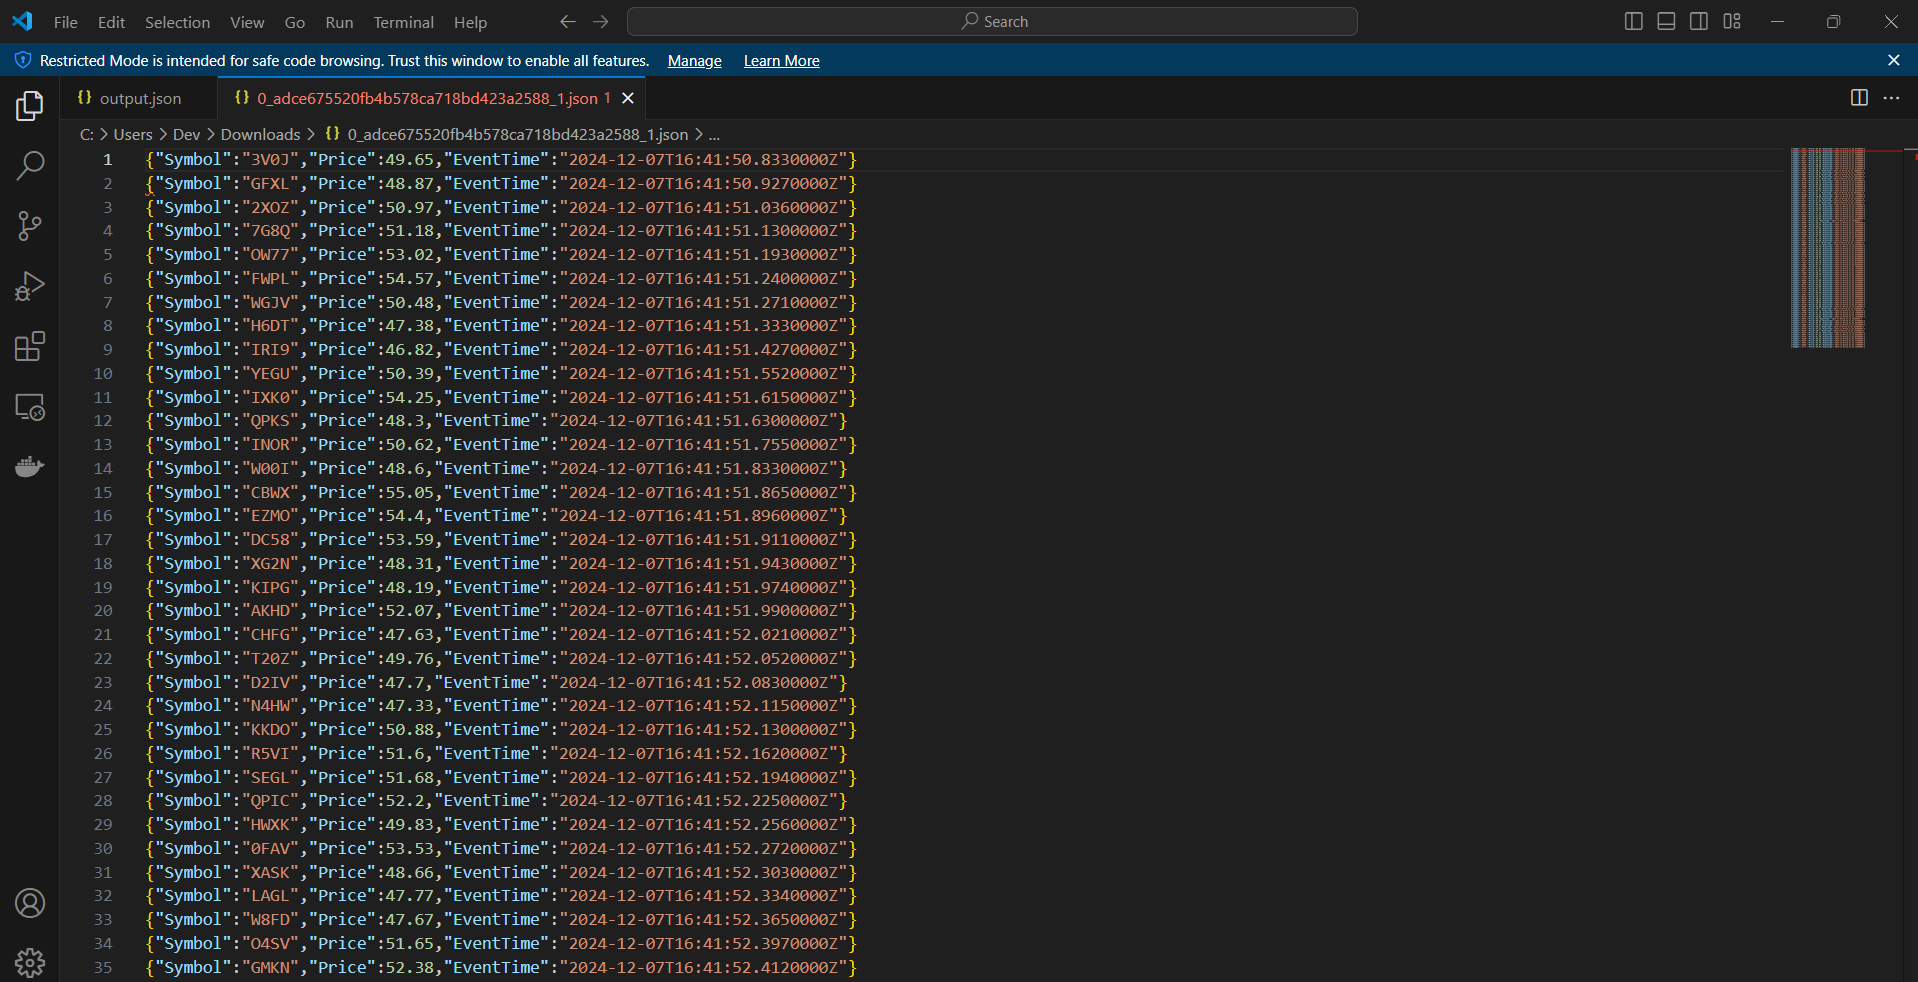 File Edit Selection View Go Run Terminal Help Search
Restricted Mode is intended for safe code browsing. Trust this window to enable all features. Manage Learn More
{} output.json {} 0_adce675520fb4b578ca718bd423a2588_1.json 1
C: > Users > Dev > Downloads > {} 0_adce675520fb4b578ca718bd423a2588_1.json > ...
1 {"Symbol":"3V0J","Price":49.65,"EventTime":"2024-12-07T16:41:50.8330000Z"}
2 {"Symbol":"GFXL","Price":48.87,"EventTime":"2024-12-07T16:41:50.9270000Z"}
3 {"Symbol":"2XOZ","Price":50.97,"EventTime":"2024-12-07T16:41:51.0360000Z"}
4 {"Symbol":"7G8Q","Price":51.18,"EventTime":"2024-12-07T16:41:51.1300000Z"}
5 {"Symbol":"OW77","Price":53.02,"EventTime":"2024-12-07T16:41:51.1930000Z"}
6 {"Symbol":"FWPL","Price":54.57,"EventTime":"2024-12-07T16:41:51.2400000Z"}
7 {"Symbol":"WGJV","Price":50.48,"EventTime":"2024-12-07T16:41:51.2710000Z"}
8 {"Symbol":"H6DT","Price":47.38,"EventTime":"2024-12-07T16:41:51.3330000Z"}
9 {"Symbol":"IRI9","Price":46.82,"EventTime":"2024-12-07T16:41:51.4270000Z"}
10 {"Symbol":"YEGU","Price":50.39,"EventTime":"2024-12-07T16:41:51.5520000Z"}
11 {"Symbol":"IXK0","Price":54.25,"EventTime":"2024-12-07T16:41:51.6150000Z"}
12 {"Symbol":"QPKS","Price":48.3,"EventTime":"2024-12-07T16:41:51.6300000Z"}
13 {"Symbol":"INOR","Price":50.62,"EventTime":"2024-12-07T16:41:51.7550000Z"}
14 {"Symbol":"W00I","Price":48.6,"EventTime":"2024-12-07T16:41:51.8330000Z"}
15 {"Symbol":"CBWX","Price":55.05,"EventTime":"2024-12-07T16:41:51.8650000Z"}
16 {"Symbol":"EZMO","Price":54.4,"EventTime":"2024-12-07T16:41:51.8960000Z"}
17 {"Symbol":"DC58","Price":53.59,"EventTime":"2024-12-07T16:41:51.9110000Z"}
18 {"Symbol":"XG2N","Price":48.31,"EventTime":"2024-12-07T16:41:51.9430000Z"}
19 {"Symbol":"KIPG","Price":48.19,"EventTime":"2024-12-07T16:41:51.9740000Z"}
20 {"Symbol":"AKHD","Price":52.07,"EventTime":"2024-12-07T16:41:51.9900000Z"}
21 {"Symbol":"CHFG","Price":47.63,"EventTime":"2024-12-07T16:41:52.0210000Z"}
22 {"Symbol":"T20Z","Price":49.76,"EventTime":"2024-12-07T16:41:52.0520000Z"}
23 {"Symbol":"D2IV","Price":47.7,"EventTime":"2024-12-07T16:41:52.0830000Z"}
24 {"Symbol":"N4HW","Price":47.33,"EventTime":"2024-12-07T16:41:52.1150000Z"}
25 {"Symbol":"KKDO","Price":50.88,"EventTime":"2024-12-07T16:41:52.1300000Z"}
26 {"Symbol":"R5VI","Price":51.6,"EventTime":"2024-12-07T16:41:52.1620000Z"}
27 {"Symbol":"SEGL","Price":51.68,"EventTime":"2024-12-07T16:41:52.1940000Z"}
28 {"Symbol":"QPIC","Price":52.2,"EventTime":"2024-12-07T16:41:52.2250000Z"}
29 {"Symbol":"HWXK","Price":49.83,"EventTime":"2024-12-07T16:41:52.2560000Z"}
30 {"Symbol":"0FAV","Price":53.53,"EventTime":"2024-12-07T16:41:52.2720000Z"}
31 {"Symbol":"XASK","Price":48.66,"EventTime":"2024-12-07T16:41:52.3030000Z"}
32 {"Symbol":"LAGL","Price":47.77,"EventTime":"2024-12-07T16:41:52.3340000Z"}
33 {"Symbol":"W8FD","Price":47.67,"EventTime":"2024-12-07T16:41:52.3650000Z"}
34 {"Symbol":"O4SV","Price":51.65,"EventTime":"2024-12-07T16:41:52.3970000Z"}
35 {"Symbol":"GMKN","Price":52.38,"EventTime":"2024-12-07T16:41:52.4120000Z"}